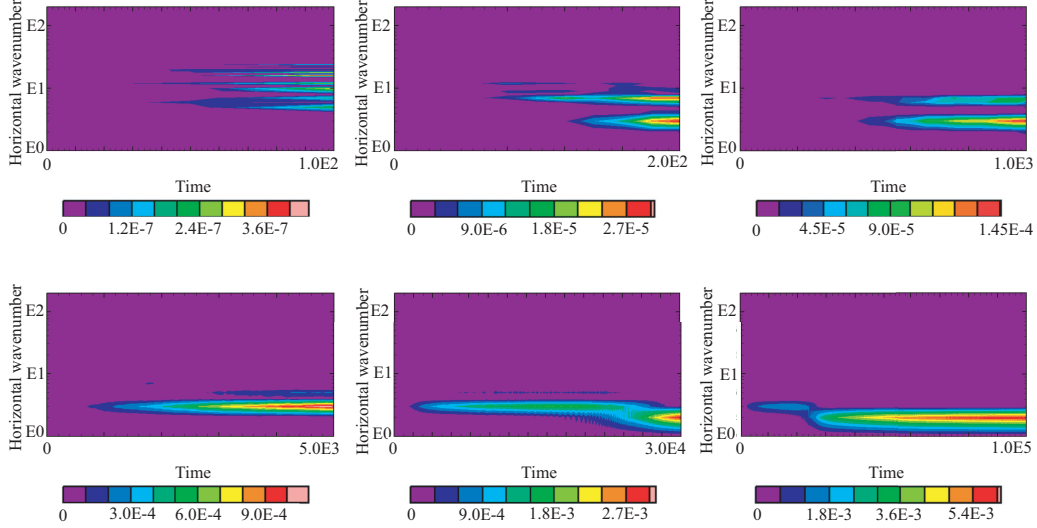 Horizontal wavenumber
E2
E1
E0
0
1.0E2
Time
0
1.2E-7
2.4E-7
3.6E-7
Horizontal wavenumber
E2
E1
E0
0
2.0E2
Time
0
9.0E-6
1.8E-5
2.7E-5
Horizontal wavenumber
E2
E1
E0
0
1.0E3
Time
0
4.5E-5
9.0E-5
1.45E-4
Horizontal wavenumber
E2
E1
E0
0
5.0E3
Time
0
3.0E-4
6.0E-4
9.0E-4
Horizontal wavenumber
E2
E1
E0
0
3.0E4
Time
0
9.0E-4
1.8E-3
2.7E-3
Horizontal wavenumber
E2
E1
E0
0
1.0E5
Time
0
1.8E-3
3.6E-3
5.4E-3